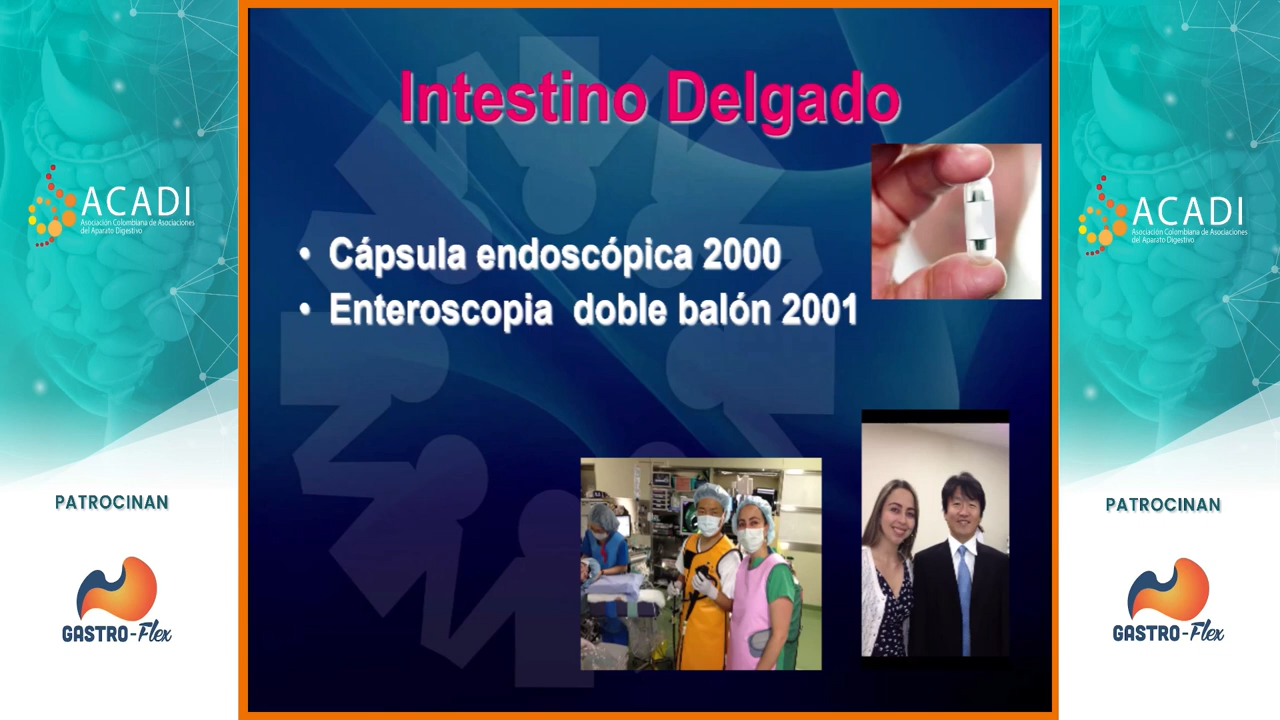 Intestino Delgado
• Cápsula endoscópica 2000
• Enteroscopia doble balón 2001
ACADI
Asociación Colombiana de Asociaciones
del Aparato Digestivo
PATROCINAN
GASTRO-Flex
ACADI
Asociación Colombiana de Asociaciones
del Aparato Digestivo
PATROCINAN
GASTRO-Flex